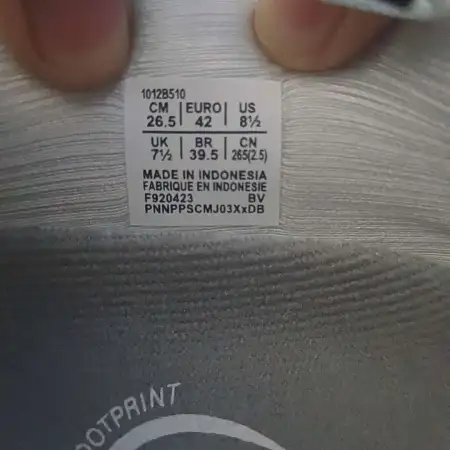 1012B510
CM EURO US
26.5 42 8½
UK BR CN
7½ 39.5 265(2.5)
MADE IN INDONESIA
FABRIQUE EN INDONESIE
F920423 BV
PNNPPSCMJ03XxDB
OOTPRINT